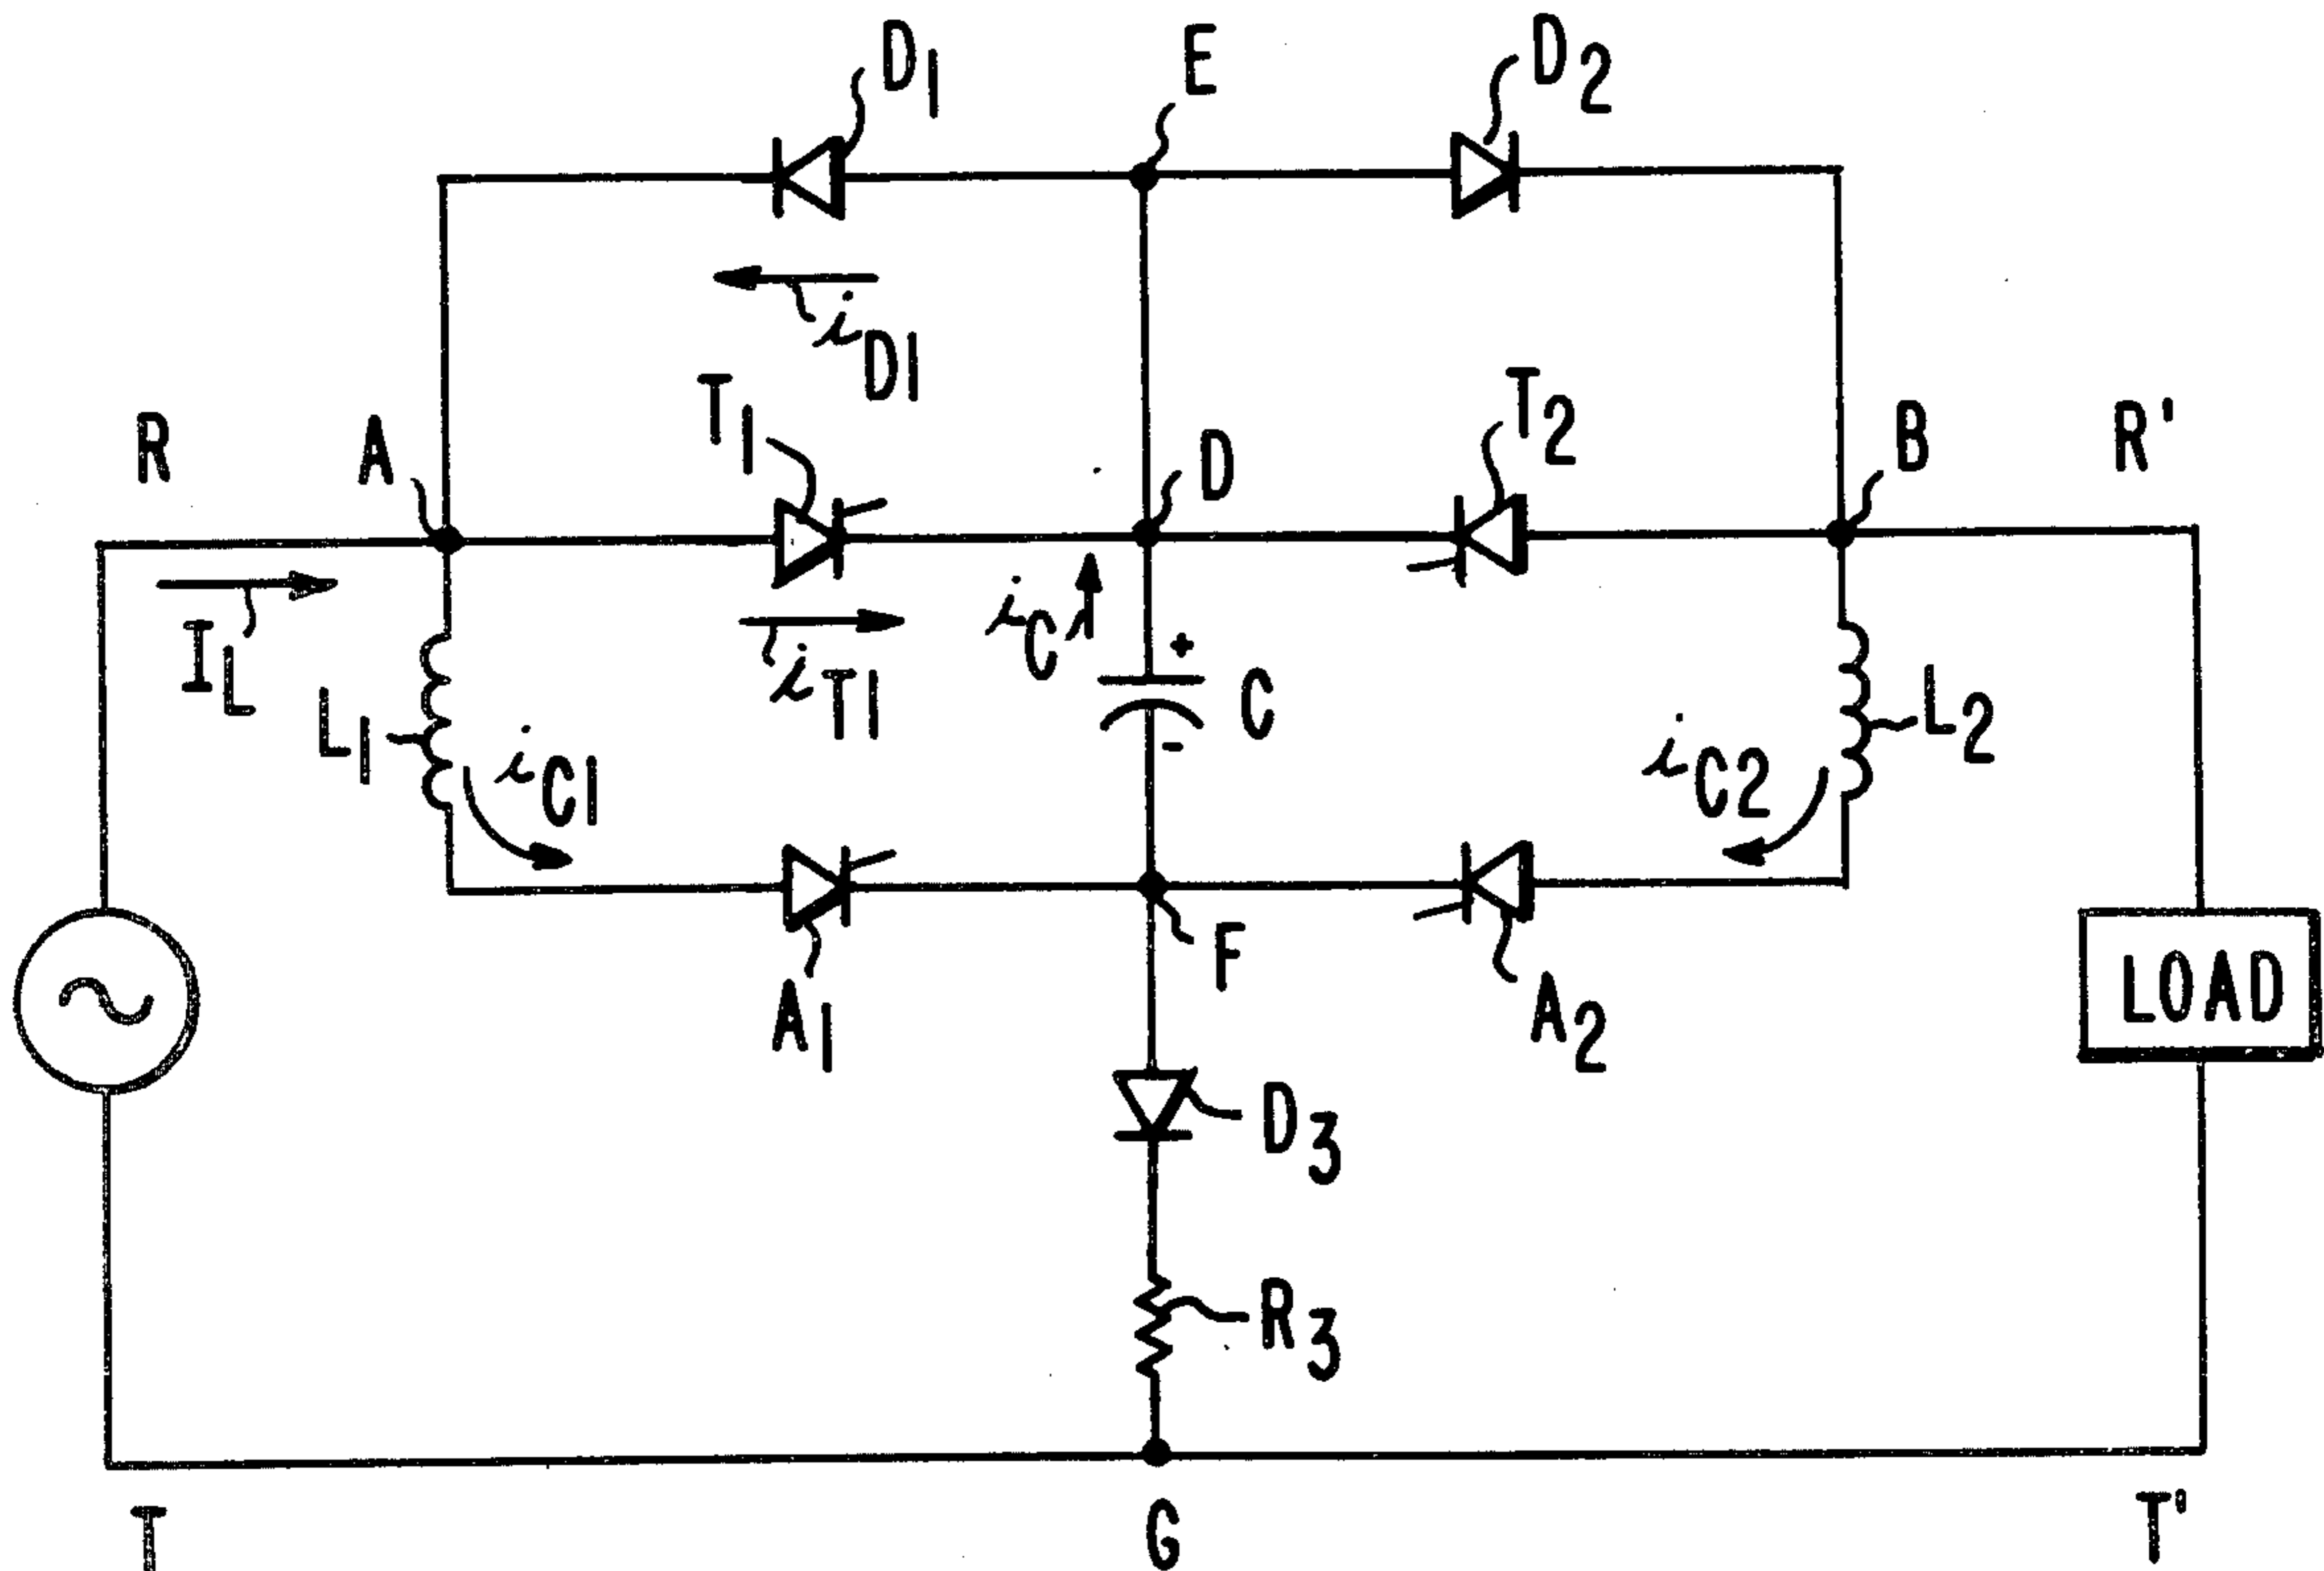 D1 E D2
iD1
R A T1 D T2 B R'
IL iT1 iC + C
L1 iC1 - iC2 L2
A1 F A2 LOAD
D3
R3
T G T'